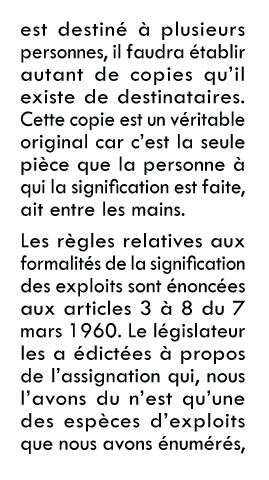 est destiné à plusieurs
personnes, il faudra établir
autant de copies qu'il
existe de destinataires.
Cette copie est un véritable
original car c'est la seule
pièce que la personne à
qui la signification est faite,
ait entre les mains.
Les règles relatives aux
formalités de la signification
des exploits sont énoncées
aux articles 3 à 8 du 7
mars 1960. Le législateur
les a édictées à propos
de l'assignation qui, nous
l'avons du n'est qu'une
des espèces d'exploits
que nous avons énumérés,